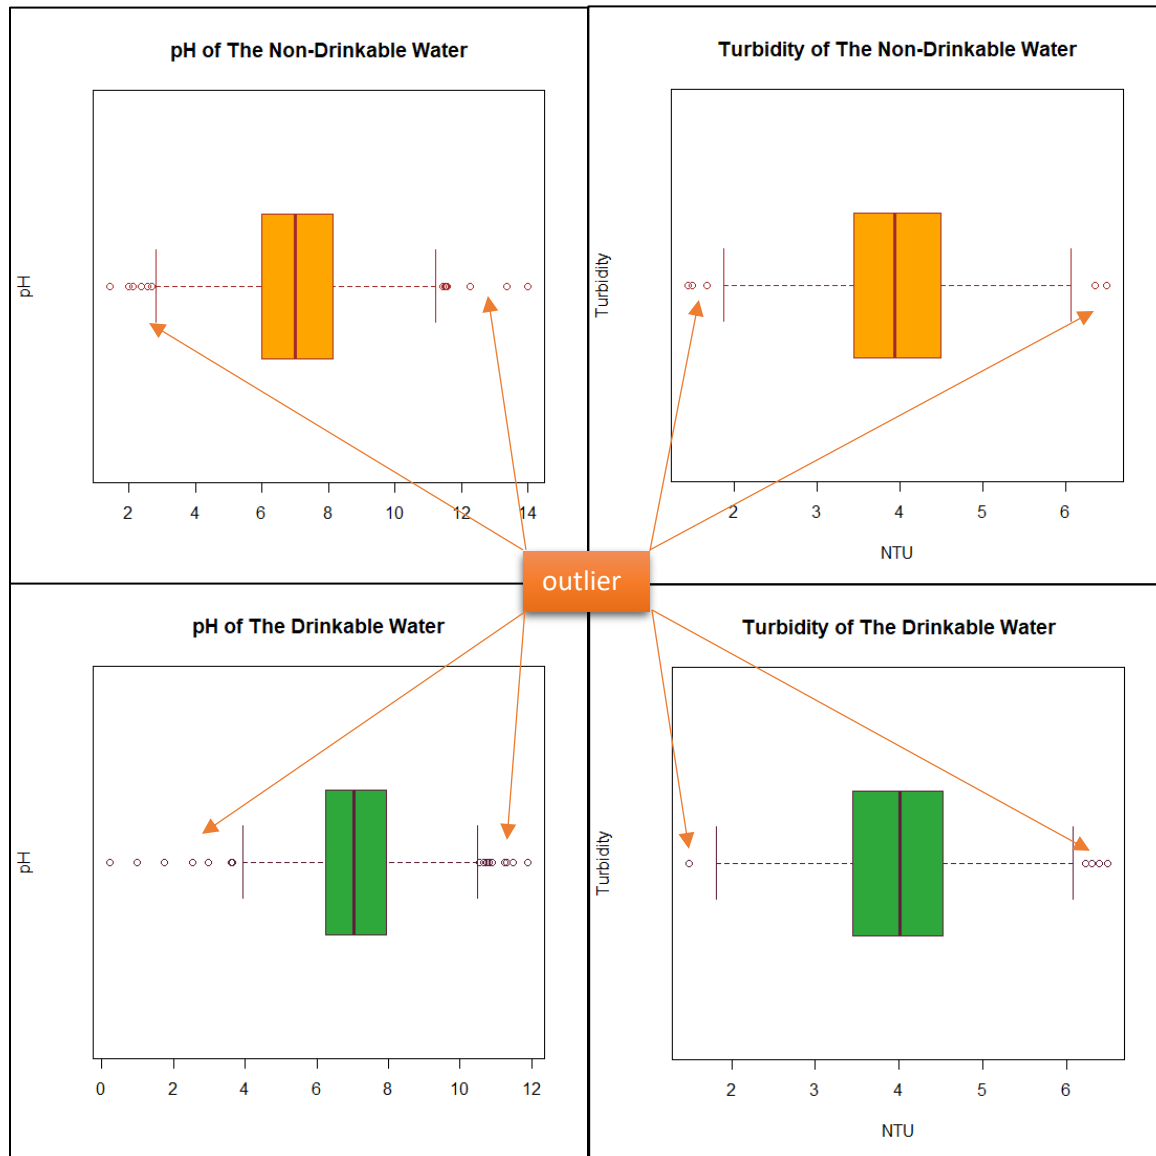 pH of The Non-Drinkable Water
pH
2 4 6 8 10 12 14
Turbidity of The Non-Drinkable Water
Turbidity
2 3 4 5 6
NTU
outlier
pH of The Drinkable Water
pH
0 2 4 6 8 10 12
Turbidity of The Drinkable Water
Turbidity
2 3 4 5 6
NTU